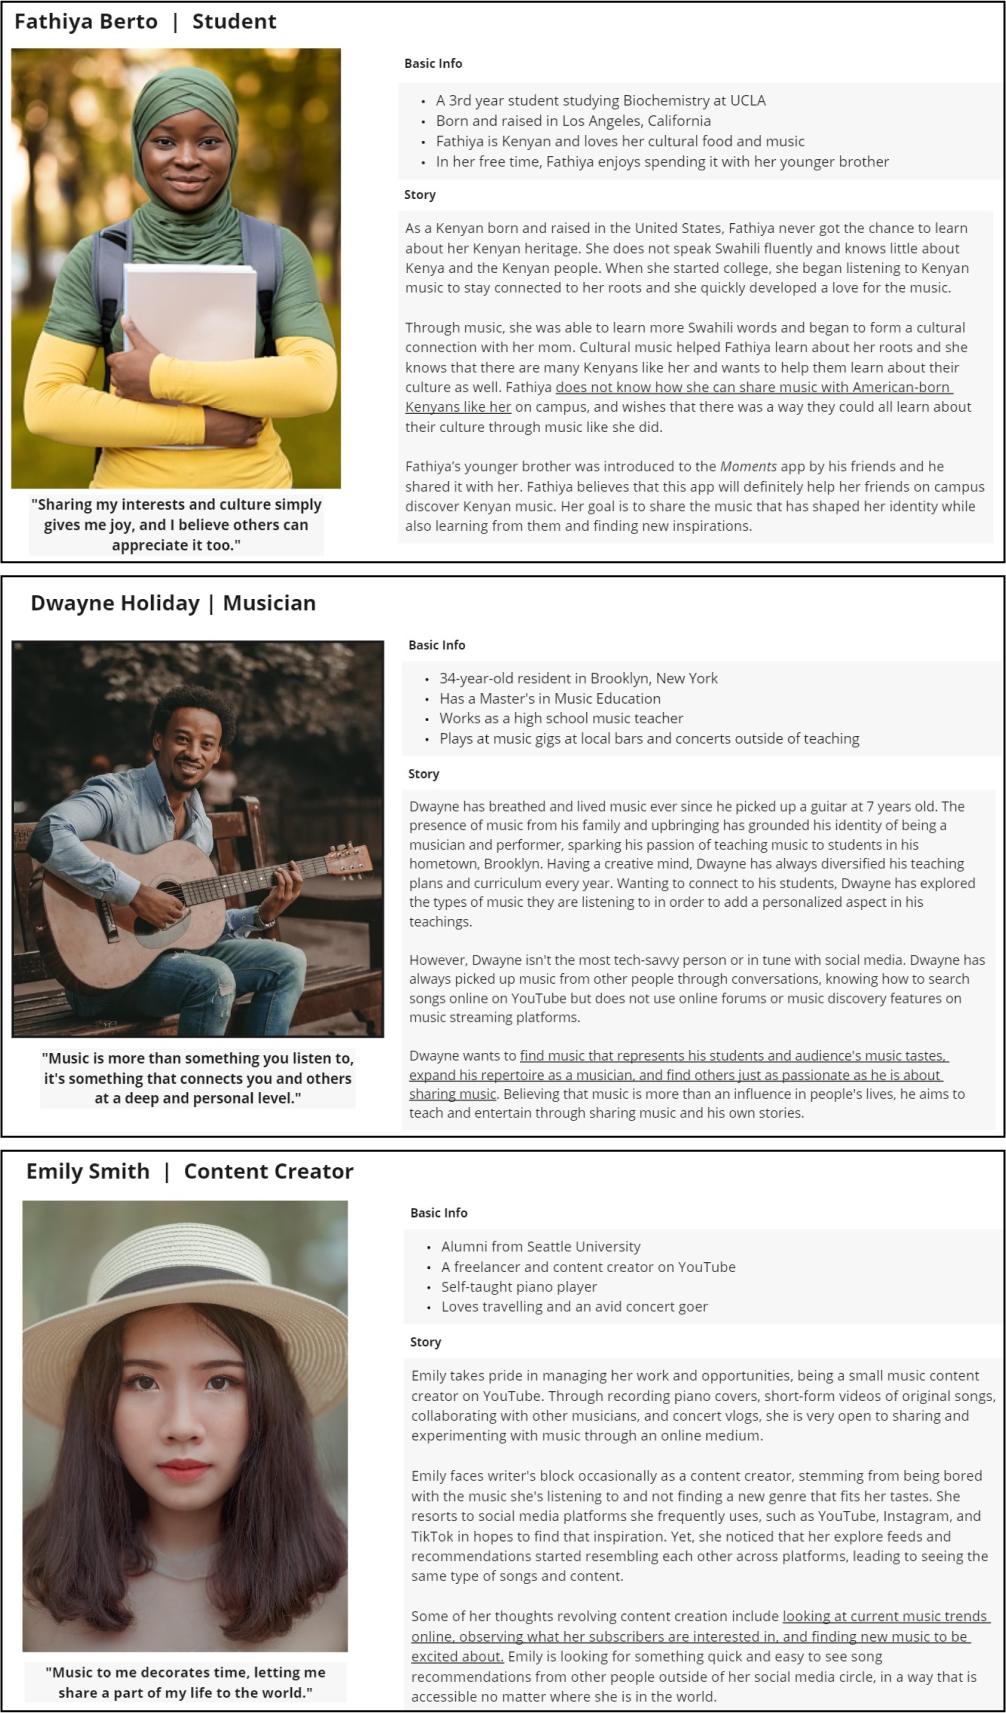 Fathiya Berto | Student
Basic Info
• A 3rd year student studying Biochemistry at UCLA
• Born and raised in Los Angeles, California
• Fathiya is Kenyan and loves her cultural food and music
• In her free time, Fathiya enjoys spending it with her younger brother
Story
As a Kenyan born and raised in the United States, Fathiya never got the chance to learn
about her Kenyan heritage. She does not speak Swahili fluently and knows little about
Kenya and the Kenyan people. When she started college, she began listening to Kenyan
music to stay connected to her roots and she quickly developed a love for the music.
Through music, she was able to learn more Swahili words and began to form a cultural
connection with her mom. Cultural music helped Fathiya learn about her roots and she
knows that there are many Kenyans like her and wants to help them learn about their
culture as well. Fathiya does not know how she can share music with American-born
Kenyans like her on campus, and wishes that there was a way they could all learn about
their culture through music like she did.
Fathiya's younger brother was introduced to the Moments app by his friends and he
shared it with her. Fathiya believes that this app will definitely help her friends on campus
discover Kenyan music. Her goal is to share the music that has shaped her identity while
also learning from them and finding new inspirations.
"Sharing my interests and culture simply
gives me joy, and I believe others can
appreciate it too."
Dwayne Holiday | Musician
Basic Info
• 34-year-old resident in Brooklyn, New York
• Has a Master's in Music Education
• Works as a high school music teacher
• Plays at music gigs at local bars and concerts outside of teaching
Story
Dwayne has breathed and lived music ever since he picked up a guitar at 7 years old. The
presence of music from his family and upbringing has grounded his identity of being a
musician and performer, sparking his passion of teaching music to students in his
hometown, Brooklyn. Having a creative mind, Dwayne has always diversified his teaching
plans and curriculum every year. Wanting to connect to his students, Dwayne has explored
the types of music they are listening to in order to add a personalized aspect in his
teachings.
However, Dwayne isn't the most tech-savvy person or in tune with social media. Dwayne has
always picked up music from other people through conversations, knowing how to search
songs online on YouTube but does not use online forums or music discovery features on
music streaming platforms.
Dwayne wants to find music that represents his students and audience's music tastes,
expand his repertoire as a musician, and find others just as passionate as he is about
sharing music. Believing that music is more than an influence in people's lives, he aims to
teach and entertain through sharing music and his own stories.
"Music is more than something you listen to,
it's something that connects you and others
at a deep and personal level."
Emily Smith | Content Creator
Basic Info
• Alumni from Seattle University
• A freelancer and content creator on YouTube
• Self-taught piano player
• Loves travelling and an avid concert goer
Story
Emily takes pride in managing her work and opportunities, being a small music content
creator on YouTube. Through recording piano covers, short-form videos of original songs,
collaborating with other musicians, and concert vlogs, she is very open to sharing and
experimenting with music through an online medium.
Emily faces writer's block occasionally as a content creator, stemming from being bored
with the music she's listening to and not finding a new genre that fits her tastes. She
resorts to social media platforms she frequently uses, such as YouTube, Instagram, and
TikTok in hopes to find that inspiration. Yet, she noticed that her explore feeds and
recommendations started resembling each other across platforms, leading to seeing the
same type of songs and content.
Some of her thoughts revolving content creation include looking at current music trends
online, observing what her subscribers are interested in, and finding new music to be
excited about. Emily is looking for something quick and easy to see song
recommendations from other people outside of her social media circle, in a way that is
accessible no matter where she is in the world.
"Music to me decorates time, letting me
share a part of my life to the world."